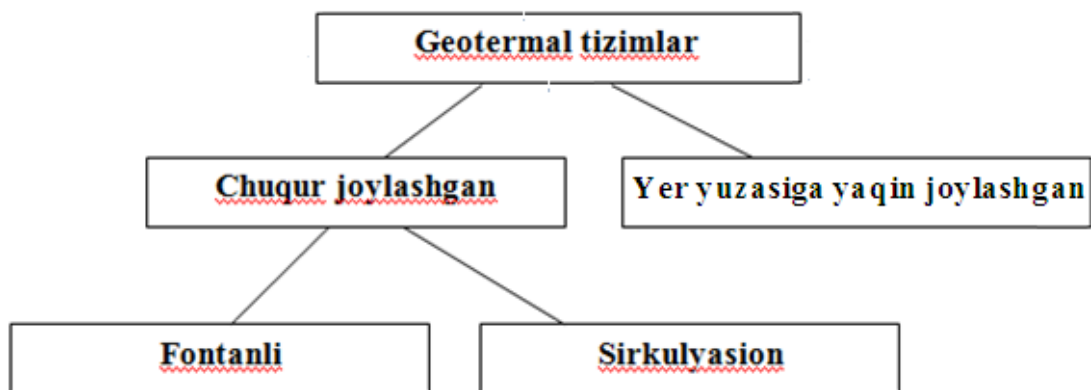 Geotermal tizimlar
Chuqur joylashgan
Yer yuzasiga yaqin joylashgan
Fontanli
Sirkulyasion